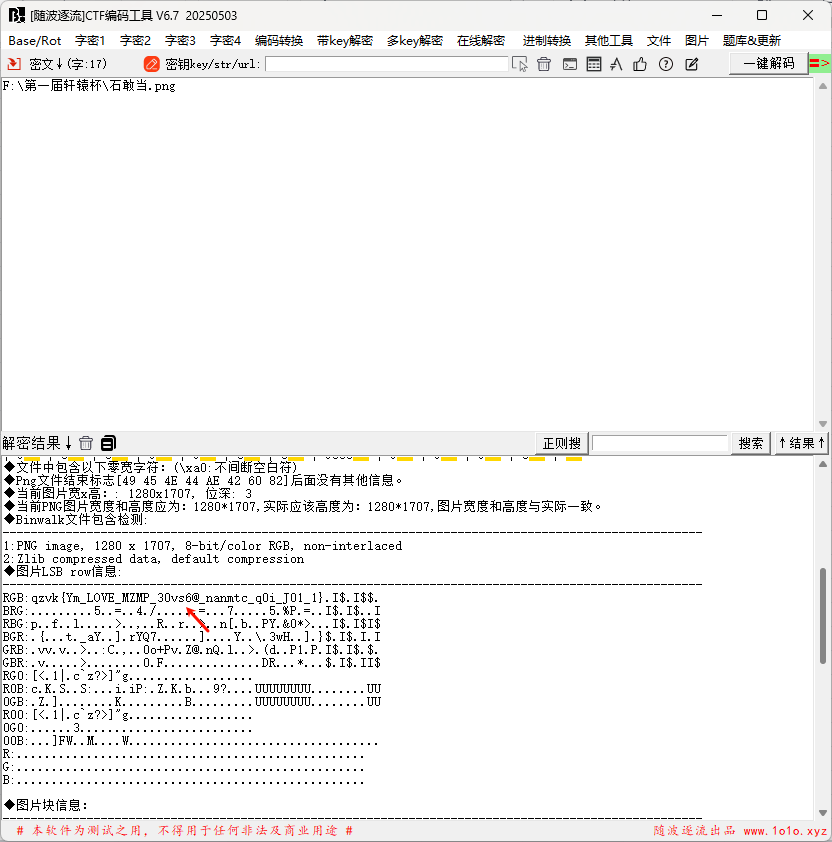 [随波逐流]CTF编码工具 V6.7 20250503
Base/Rot 字密1 字密2 字密3 字密4 编码转换 带key解密 多key解密 在线解密 进制转换 其他工具 文件 图片 题库&更新
密文↓(字:17) 密钥key/str/url: 一键解码 =>
F:\第一届轩辕杯\石敢当.png
解密结果↓ 正则搜 搜索 ↑结果↑
◆文件中包含以下零宽字符: (\xa0:不间断空白符)
◆Png文件结束标志[49 45 4E 44 AE 42 60 82]后面没有其他信息。
◆当前图片宽x高: : 1280x1707, 位深: 3
◆当前PNG图片宽度和高度应为: 1280*1707,实际应该高度为: 1280*1707,图片宽度和高度与实际一致。
◆Binwalk文件包含检测:
1:PNG image, 1280 x 1707, 8-bit/color RGB, non-interlaced
2:Zlib compressed data, default compression
◆图片LSB row信息:
RGB:qzvk{Ym_LOVE_MZMP_30vs6@_nanmtc_q0i_J01_1}.I$.I$$.
BRG:.........5..=..4./......=...7.....5.%P.=..I$.I$..I
RBG:p..f..l.....>..,..R..r..x..n[.b..PY.&0*>...I$.I$I$
BGR:.{...t._aY..].rYQ7......]....Y..\.3wH..].}$.I$.I.I
GRB:.vv.v..>..:C.,..0o+Pv.Z@.nQ.l..>.(d..P1.P.I$.I$.$.
GBR:.v.....>........0.F..............DR...*...$.I$.II$
RG0:[<.1|.c`z?>]"g..................
R0B:c.K.S..S:...i.iP:.Z.K.b...9?....UUUUUUUU........UU
0GB:.Z.]........K.........B.........UUUUUUUU........UU
R00:[<.1|.c`z?>]"g..................
0G0:......3.........................
00B:...]FW..M....W....................................
R:..................................................
G:..................................................
B:..................................................
◆图片块信息:
# 本软件为测试之用, 不得用于任何非法及商业用途 # 随波逐流出品 www.1o1o.xyz